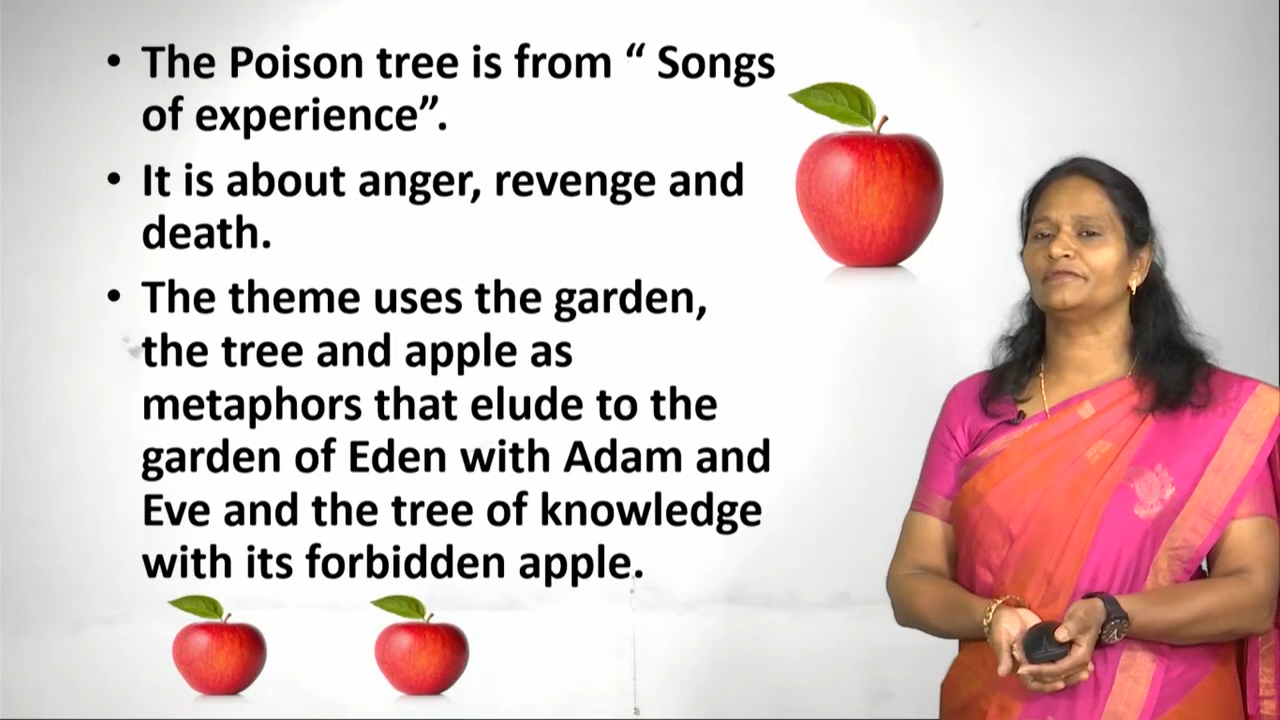 • The Poison tree is from “ Songs
of experience”.
• It is about anger, revenge and
death.
• The theme uses the garden,
the tree and apple as
metaphors that elude to the
garden of Eden with Adam and
Eve and the tree of knowledge
with its forbidden apple.